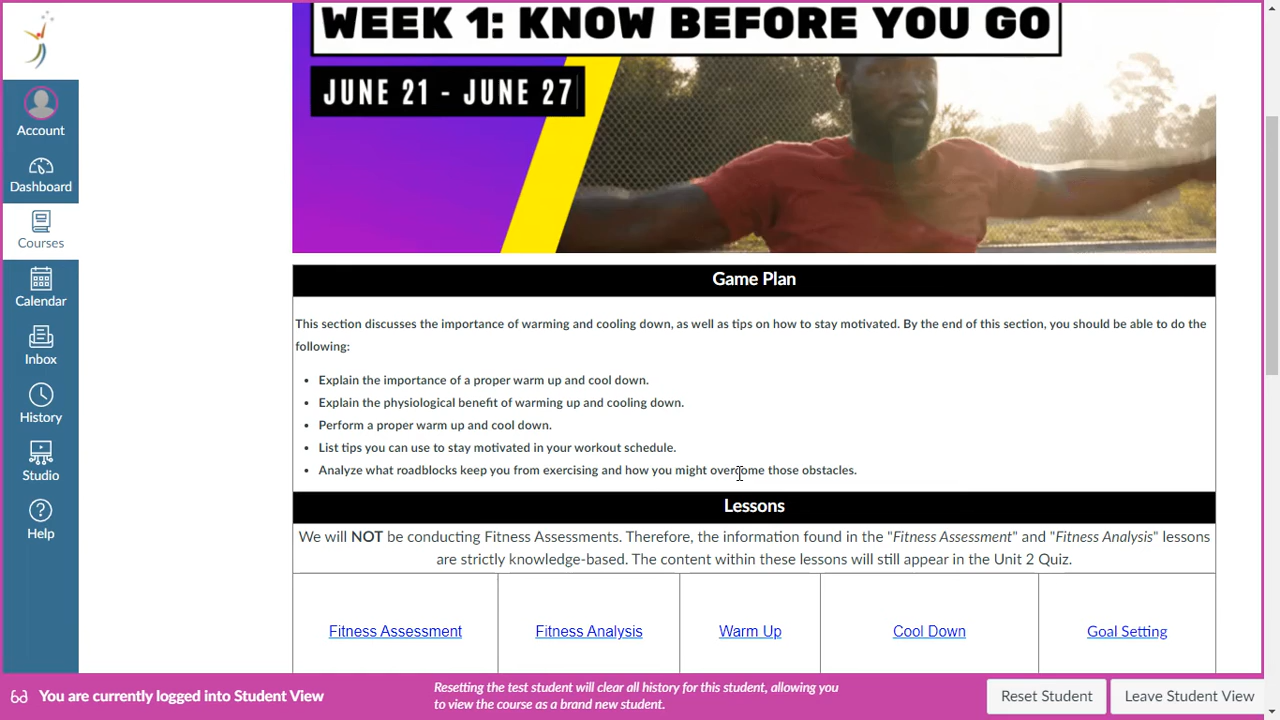 WEEK 1: KNOW BEFORE YOU GO
JUNE 21 - JUNE 27
Account
Dashboard
Courses
Calendar
Inbox
History
Studio
Help
Game Plan
This section discusses the importance of warming and cooling down, as well as tips on how to stay motivated. By the end of this section, you should be able to do the
following:
• Explain the importance of a proper warm up and cool down.
• Explain the physiological benefit of warming up and cooling down.
• Perform a proper warm up and cool down.
• List tips you can use to stay motivated in your workout schedule.
• Analyze what roadblocks keep you from exercising and how you might overcome those obstacles.
Lessons
We will NOT be conducting Fitness Assessments. Therefore, the information found in the "Fitness Assessment" and "Fitness Analysis" lessons
are strictly knowledge-based. The content within these lessons will still appear in the Unit 2 Quiz.
Fitness Assessment
Fitness Analysis
Warm Up
Cool Down
Goal Setting
You are currently logged into Student View
Resetting the test student will clear all history for this student, allowing you
to view the course as a brand new student.
Reset Student
Leave Student View